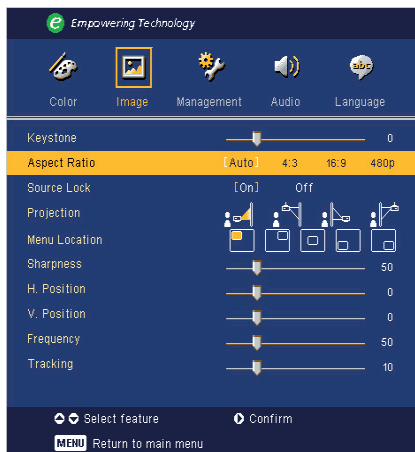 e Empowering Technology
abc
Color Image Management Audio Language
Keystone 0
Aspect Ratio [Auto] 4:3 16:9 480p
Source Lock [On] Off
Projection
Menu Location
Sharpness 50
H. Position 0
V. Position 0
Frequency 50
Tracking 10
Select feature Confirm
MENU Return to main menu